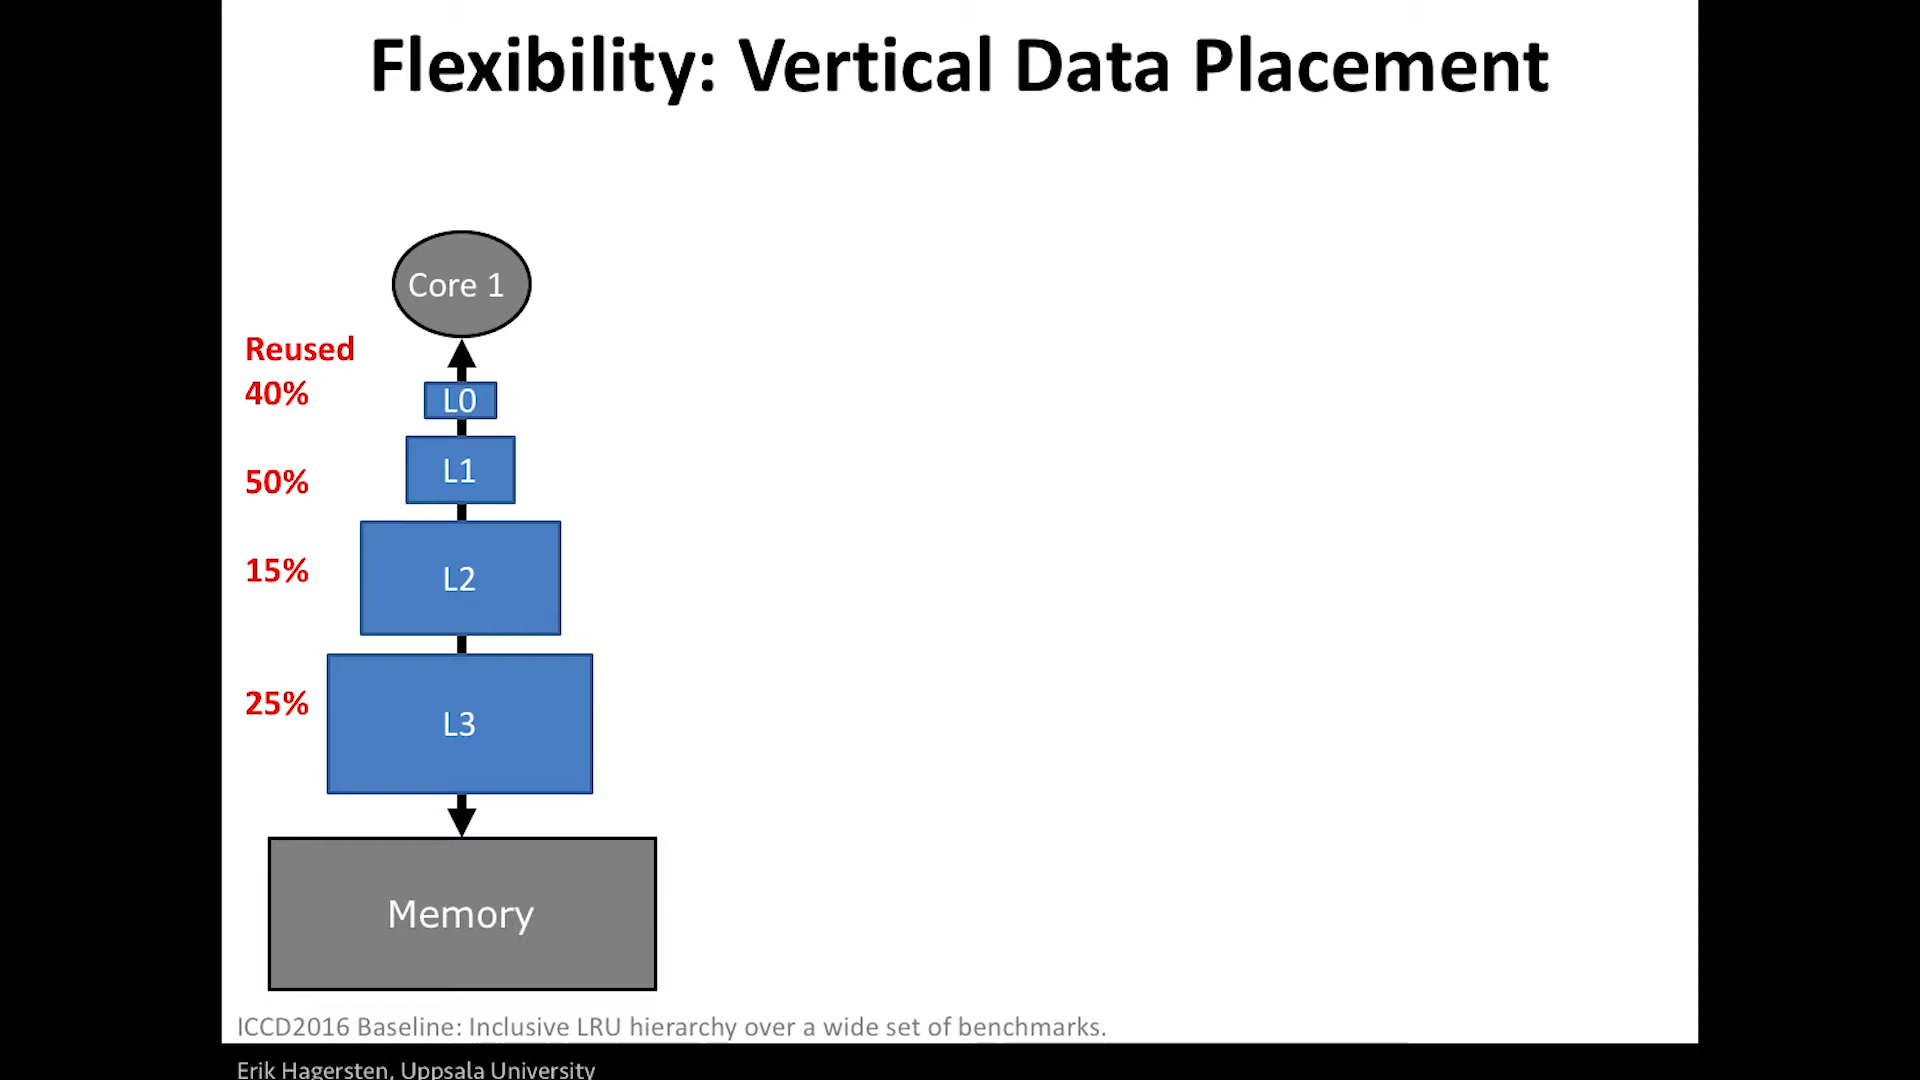 Flexibility: Vertical Data Placement
Core 1
Reused
40%
L0
50%
L1
15%
L2
25%
L3
Memory
ICCD2016 Baseline: Inclusive LRU hierarchy over a wide set of benchmarks.
Erik Hagersten, Uppsala University